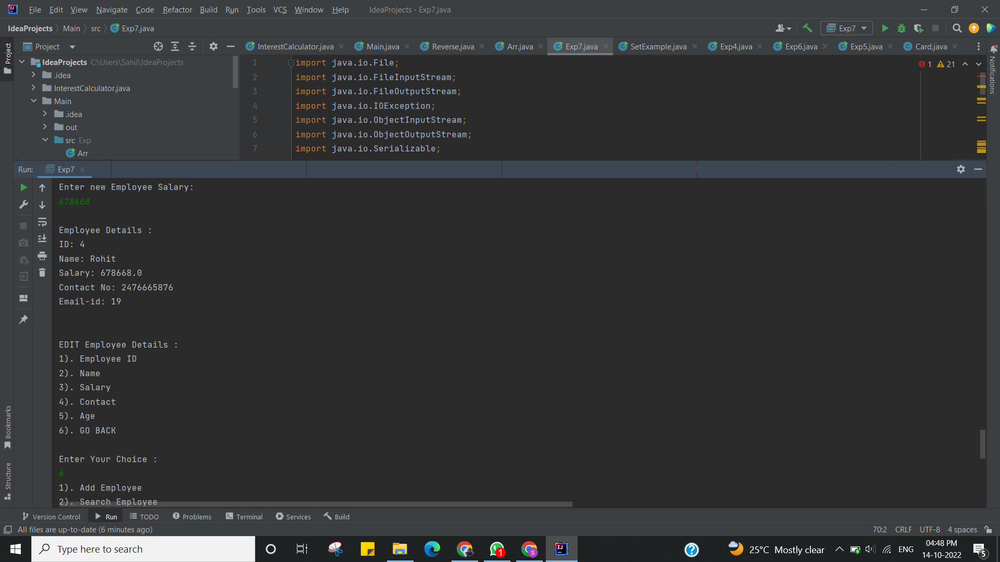 File Edit View Navigate Code Refactor Build Run Tools VCS Window Help IdeaProjects - Exp7.java
IdeaProjects Main src Exp7.java Exp7
Project InterestCalculator.java Main.java Reverse.java Arr.java Exp7.java SetExample.java Exp4.java Exp6.java Exp5.java Card.java
Project
Notifications
IdeaProjects C:\Users\Sahil\IdeaProjects
.idea
InterestCalculator.java
Main
.idea
out
src Exp
Arr
1 import java.io.File;
2 import java.io.FileInputStream;
3 import java.io.FileOutputStream;
4 import java.io.IOException;
5 import java.io.ObjectInputStream;
6 import java.io.ObjectOutputStream;
7 import java.io.Serializable;
1 21
Run: Exp7
Enter new Employee Salary:
678668
Employee Details :
ID: 4
Name: Rohit
Salary: 678668.0
Contact No: 2476665876
Email-id: 19
EDIT Employee Details :
1). Employee ID
2). Name
3). Salary
4). Contact
5). Age
6). GO BACK
Enter Your Choice :
6
1). Add Employee
2). Search Employee
Bookmarks
Structure
Version Control Run TODO Problems Terminal Services Build
All files are up-to-date (6 minutes ago) 70:2 CRLF UTF-8 4 spaces
Type here to search 1 S 25°C Mostly clear ENG 04:48 PM
14-10-2022 5